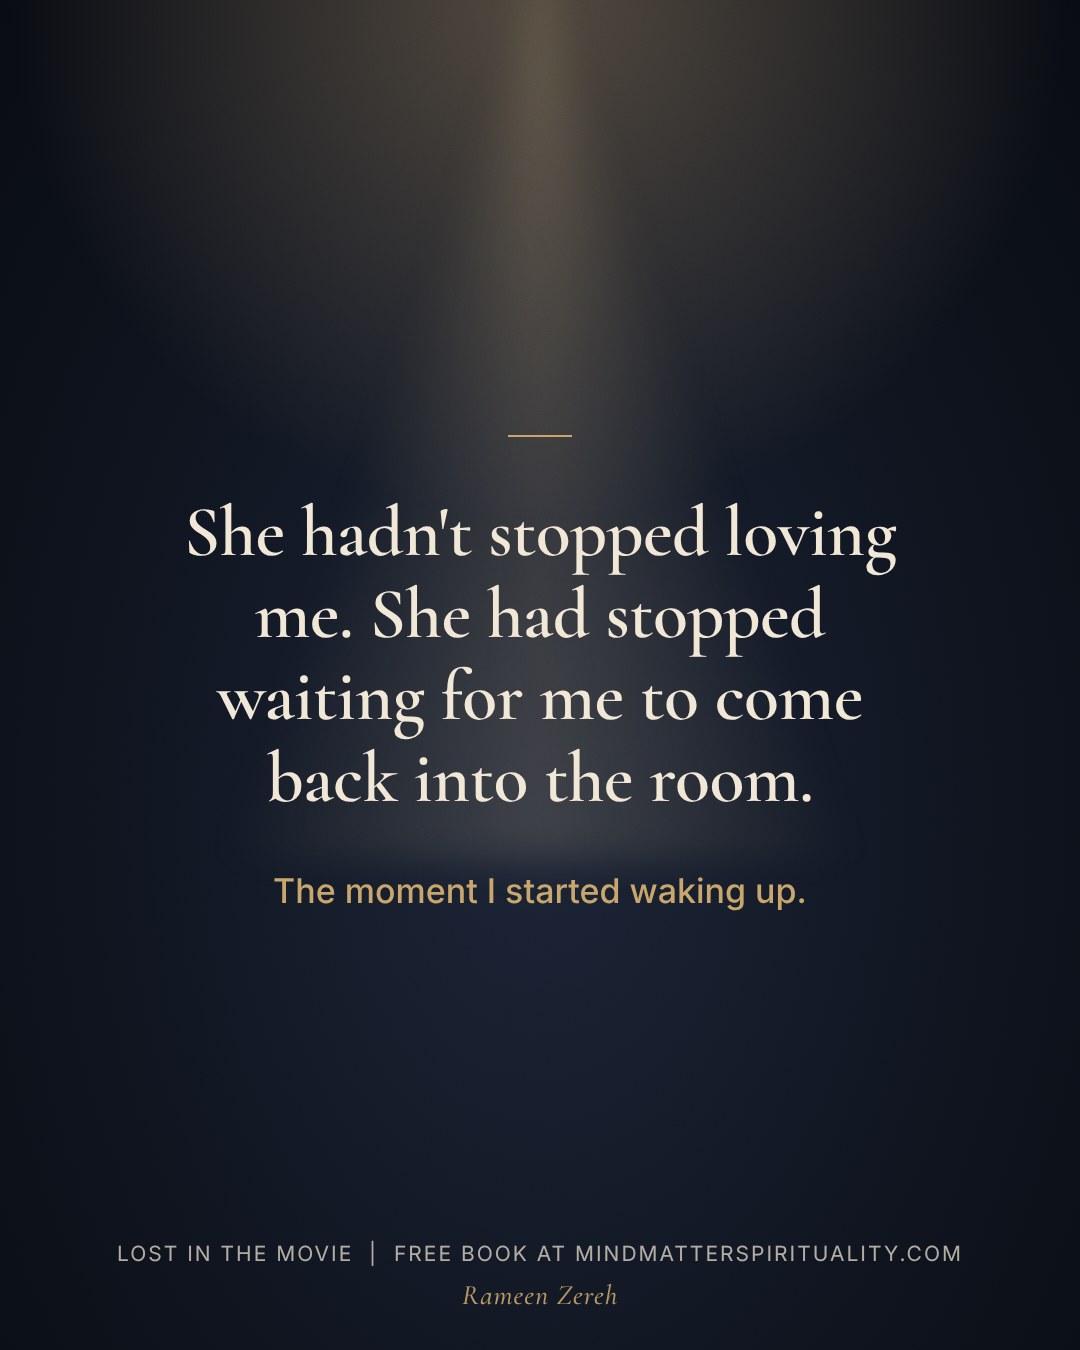 She hadn't stopped loving
me. She had stopped
waiting for me to come
back into the room.
The moment I started waking up.
LOST IN THE MOVIE | FREE BOOK AT MINDMATTERSPIRITUALITY.COM
Rameen Zereh